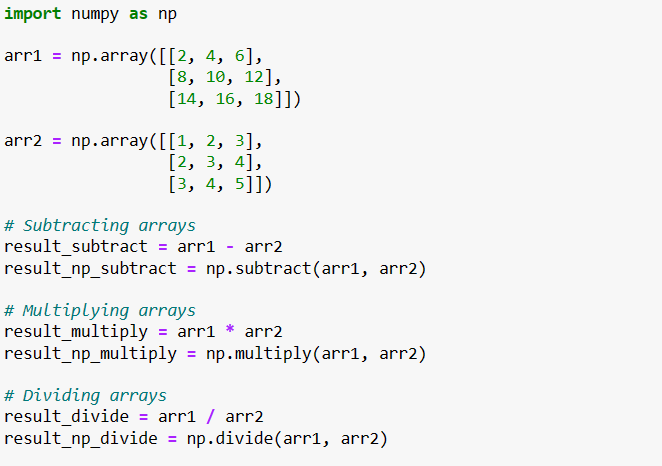 import numpy as np
arr1 = np.array([[2, 4, 6],
                 [8, 10, 12],
                 [14, 16, 18]])
arr2 = np.array([[1, 2, 3],
                 [2, 3, 4],
                 [3, 4, 5]])
# Subtracting arrays
result_subtract = arr1 - arr2
result_np_subtract = np.subtract(arr1, arr2)
# Multiplying arrays
result_multiply = arr1 * arr2
result_np_multiply = np.multiply(arr1, arr2)
# Dividing arrays
result_divide = arr1 / arr2
result_np_divide = np.divide(arr1, arr2)